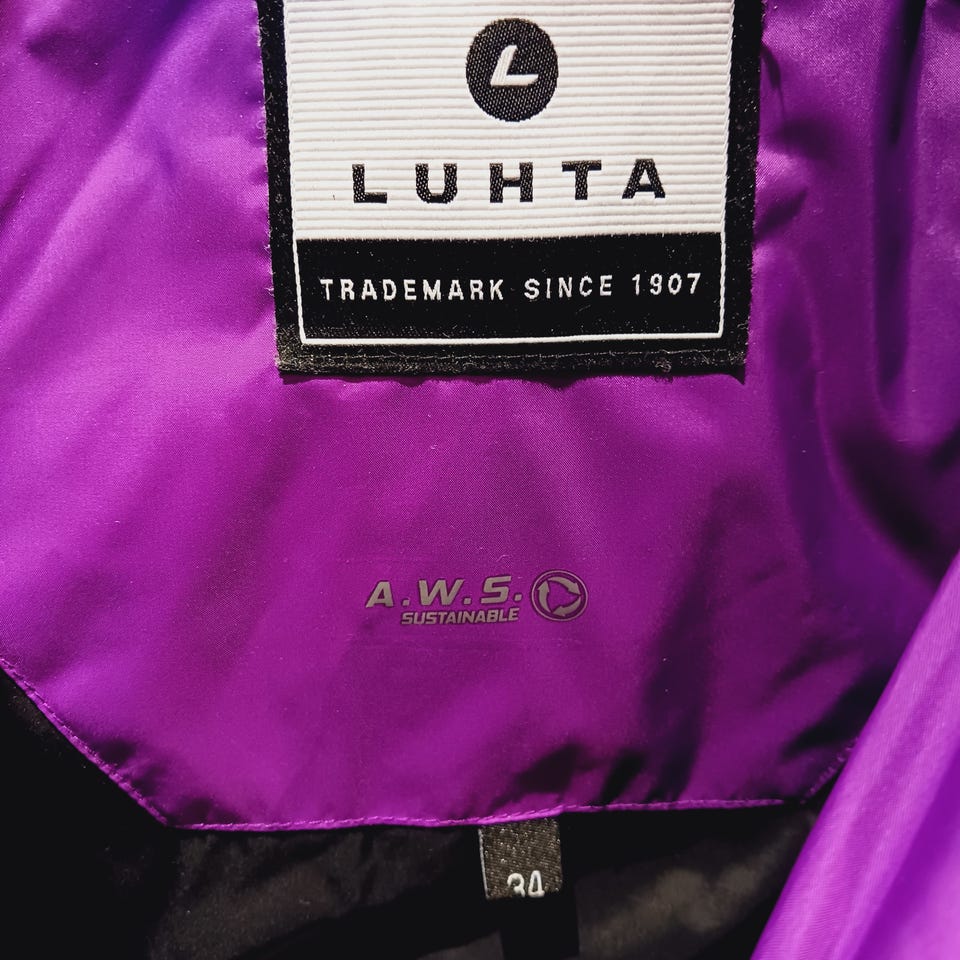 L
LUHTA
TRADEMARK SINCE 1907
A.W.S.
SUSTAINABLE
34